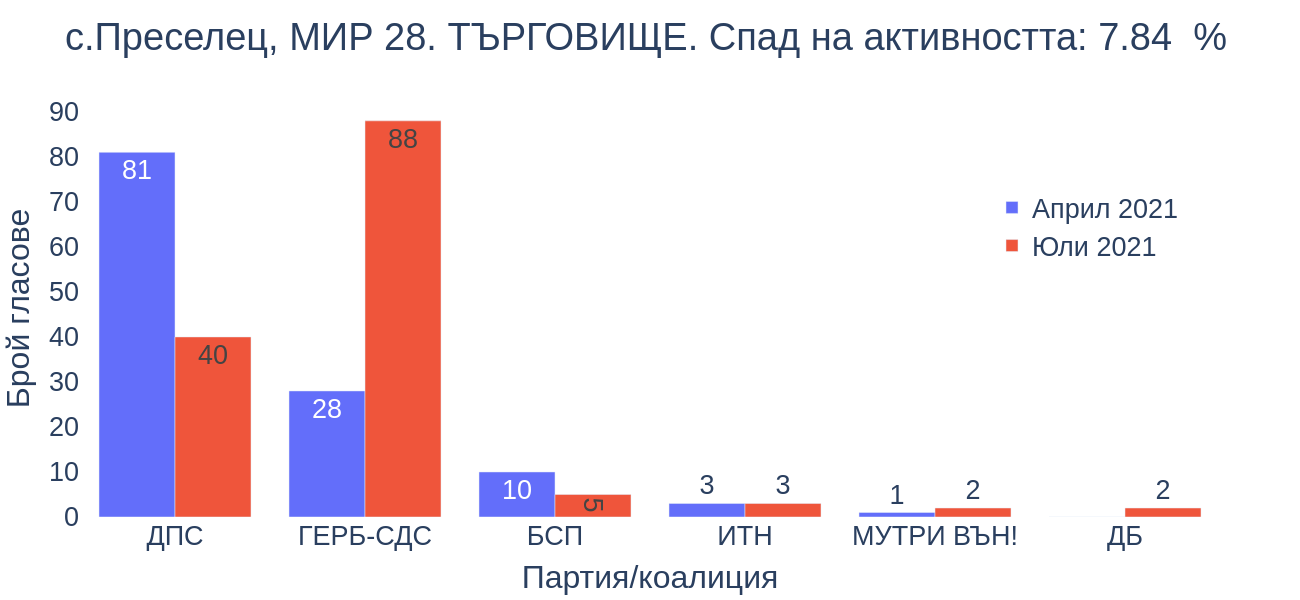 с.Преселец, МИР 28. ТЪРГОВИЩЕ. Спад на активността: 7.84 %
Брой гласове
90
80
70
60
50
40
30
20
10
0
81
40
28
88
10
5
3
3
1
2
2
Април 2021
Юли 2021
ДПС
ГЕРБ-СДС
БСП
ИТН
МУТРИ ВЪН!
ДБ
Партия/коалиция